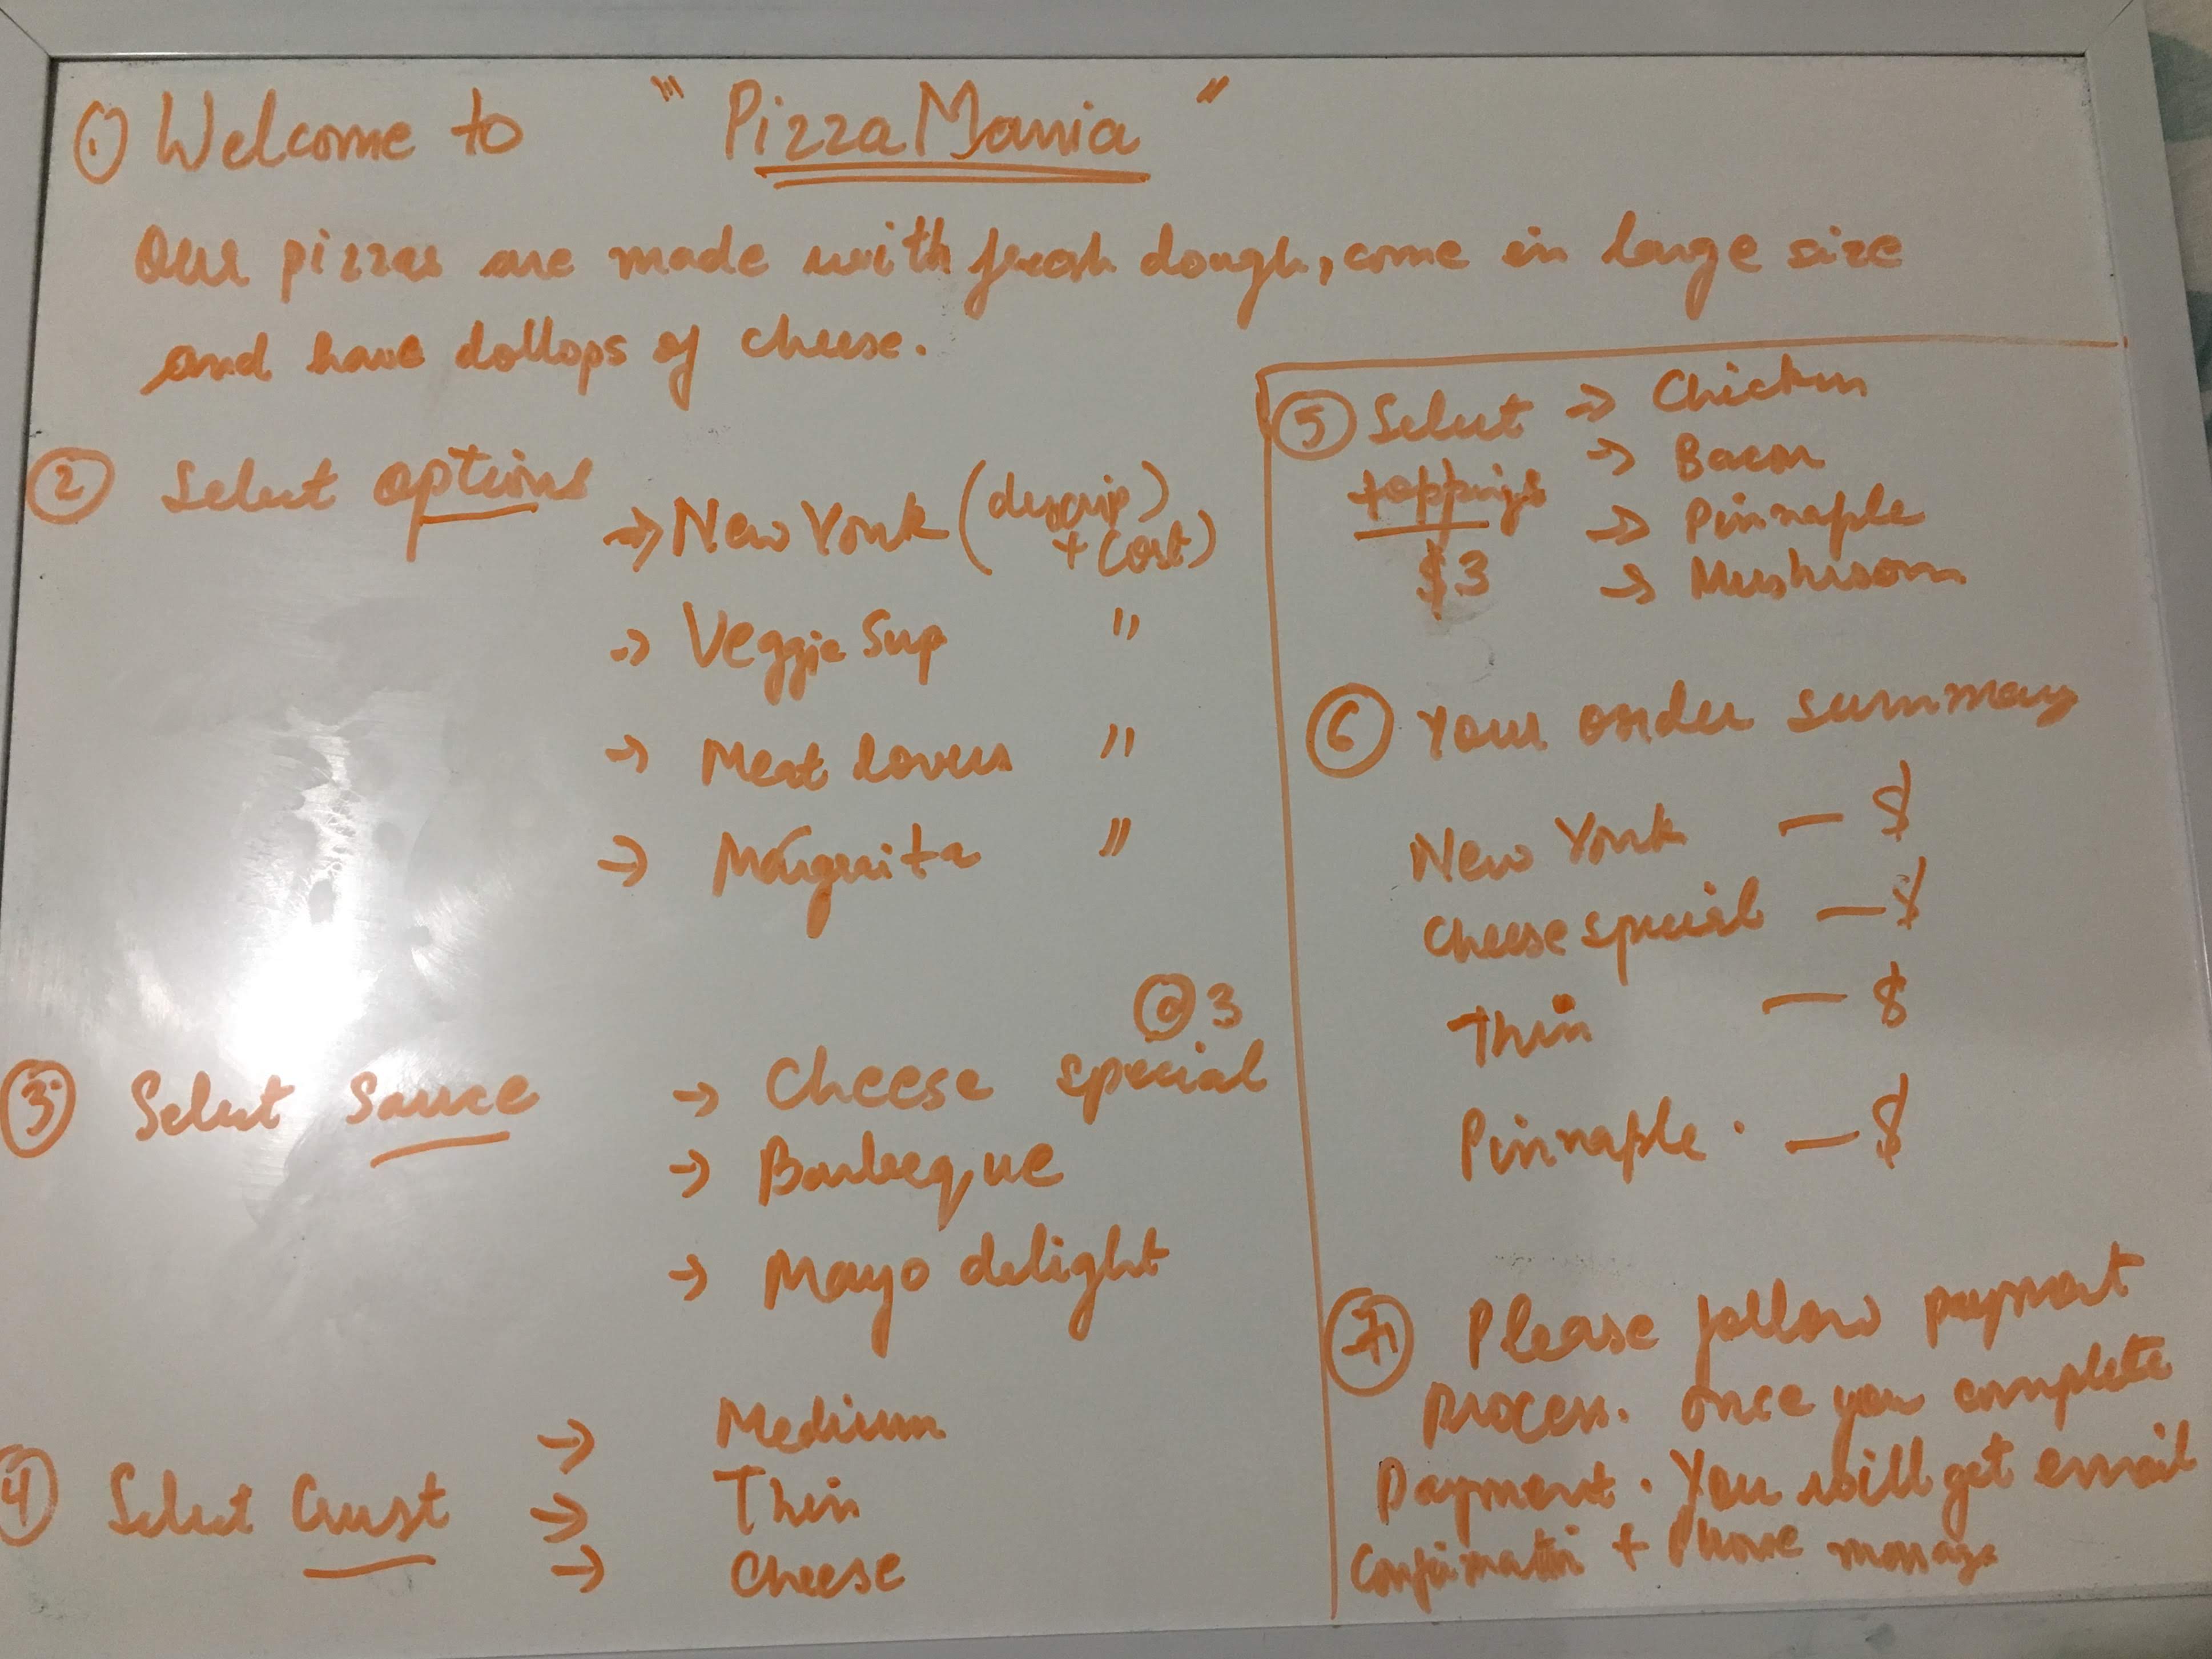 ① Welcome to "PizzaMania"
Our pizzas are made with fresh dough, come in large size
and have dollops of cheese.
② Select options
→ New York (descrip)
+ Cost)
→ Veggie Sup "
→ Meat lovers "
→ Margurita "
@3
③ Select Sauce → Cheese special
→ Barbeque
→ Mayo delight
④ Select Crust → Medium
→ Thin
→ Cheese
⑤ Select → Chicken
toppings → Bacon
$3 → Pinnaple
→ Mushroom
⑥ Your order summary
New York — $
Cheese special — $
Thin — $
Pinnaple . — $
⑦ Please follow payment
process. Once you complete
Payment. You will get email
Confirmation + Phone message